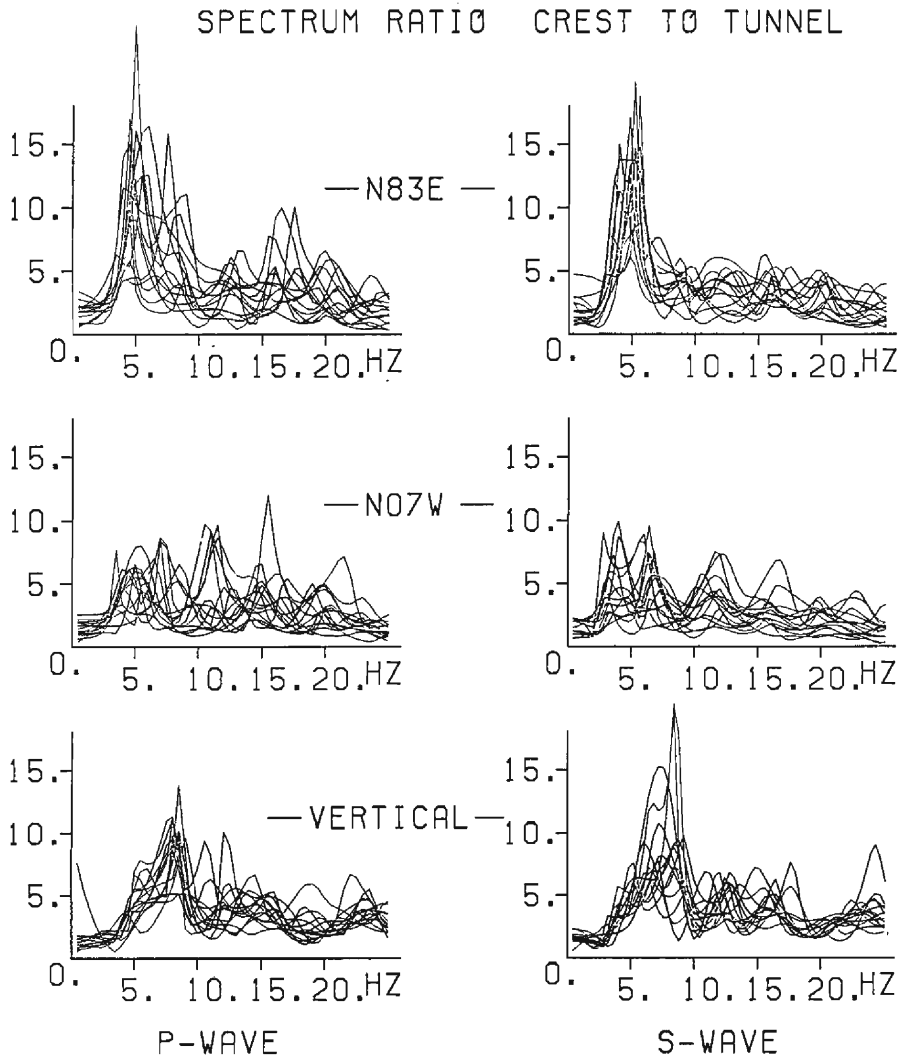 SPECTRUM RATIO CREST TO TUNNEL
15.
10.
5.
0.
5. 10. 15. 20. HZ
— N83E —
15.
10.
5.
0.
5. 10. 15. 20. HZ
15.
10.
5.
0.
5. 10. 15. 20. HZ
— N07W —
15.
10.
5.
0.
5. 10. 15. 20. HZ
15.
10.
5.
0.
5. 10. 15. 20. HZ
— VERTICAL —
15.
10.
5.
0.
5. 10. 15. 20. HZ
P-WAVE
S-WAVE